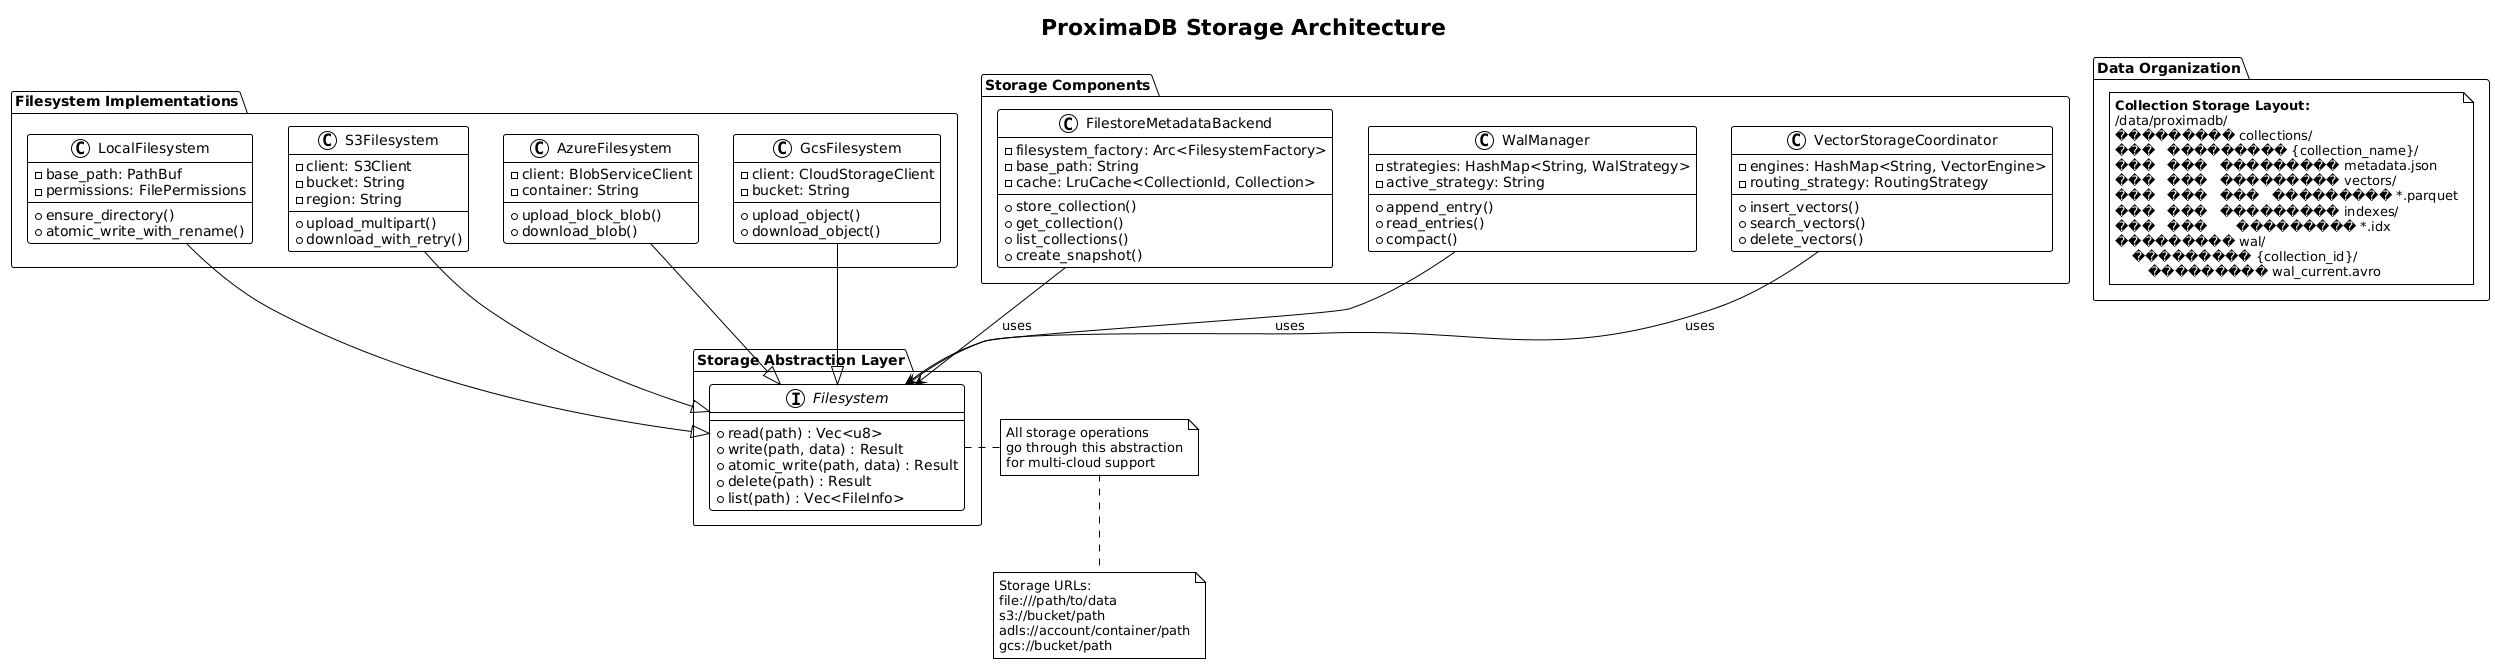 ProximaDB Storage Architecture
Filesystem Implementations
C LocalFilesystem
base_path: PathBuf
permissions: FilePermissions
ensure_directory()
atomic_write_with_rename()
C S3Filesystem
client: S3Client
bucket: String
region: String
upload_multipart()
download_with_retry()
C AzureFilesystem
client: BlobServiceClient
container: String
upload_block_blob()
download_blob()
C GcsFilesystem
client: CloudStorageClient
bucket: String
upload_object()
download_object()
Storage Components
C FilestoreMetadataBackend
filesystem_factory: Arc<FilesystemFactory>
base_path: String
cache: LruCache<CollectionId, Collection>
store_collection()
get_collection()
list_collections()
create_snapshot()
C WalManager
strategies: HashMap<String, WalStrategy>
active_strategy: String
append_entry()
read_entries()
compact()
C VectorStorageCoordinator
engines: HashMap<String, VectorEngine>
routing_strategy: RoutingStrategy
insert_vectors()
search_vectors()
delete_vectors()
Data Organization
Collection Storage Layout:
/data/proximadb/
��������� collections/
��� ��������� {collection_name}/
��� ��� ��������� metadata.json
��� ��� ��������� vectors/
��� ��� ��� ��������� *.parquet
��� ��� ��������� indexes/
��� ��� ��������� *.idx
��������� wal/
��������� {collection_id}/
��������� wal_current.avro
uses
uses
uses
Storage Abstraction Layer
I Filesystem
read(path) : Vec<u8>
write(path, data) : Result
atomic_write(path, data) : Result
delete(path) : Result
list(path) : Vec<FileInfo>
All storage operations
go through this abstraction
for multi-cloud support
Storage URLs:
file:///path/to/data
s3://bucket/path
adls://account/container/path
gcs://bucket/path